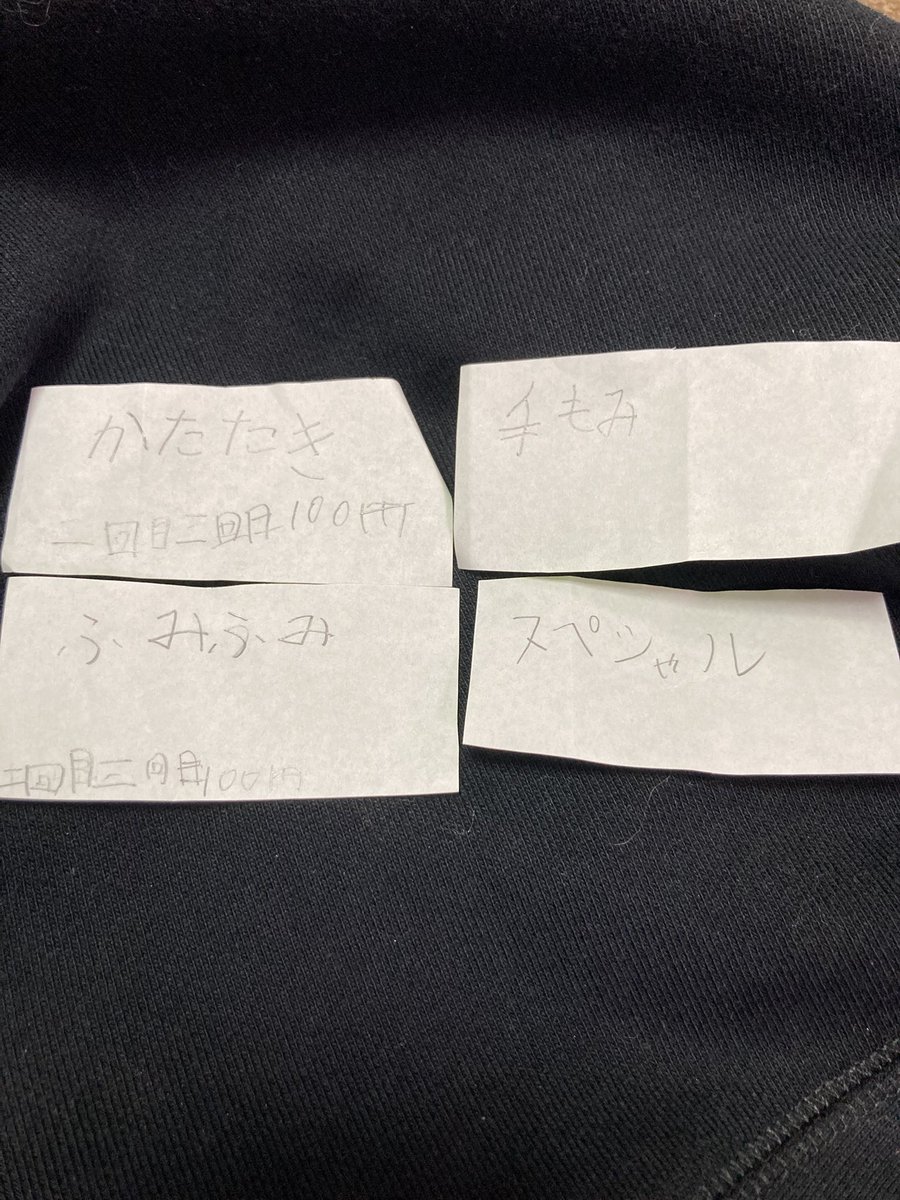 かたたき
二回目三回目100円
手もみ
ふみふみ
二回目三回目100円
スペシャル